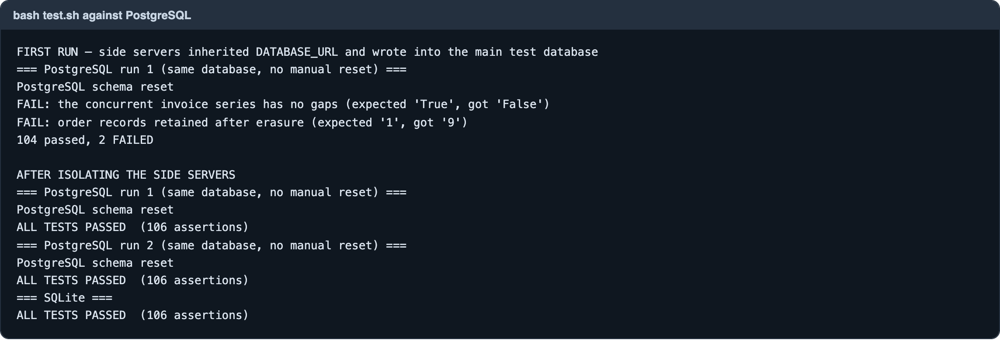 bash test.sh against PostgreSQL
FIRST RUN — side servers inherited DATABASE_URL and wrote into the main test database
=== PostgreSQL run 1 (same database, no manual reset) ===
PostgreSQL schema reset
FAIL: the concurrent invoice series has no gaps (expected 'True', got 'False')
FAIL: order records retained after erasure (expected '1', got '9')
104 passed, 2 FAILED
AFTER ISOLATING THE SIDE SERVERS
=== PostgreSQL run 1 (same database, no manual reset) ===
PostgreSQL schema reset
ALL TESTS PASSED  (106 assertions)
=== PostgreSQL run 2 (same database, no manual reset) ===
PostgreSQL schema reset
ALL TESTS PASSED  (106 assertions)
=== SQLite ===
ALL TESTS PASSED  (106 assertions)